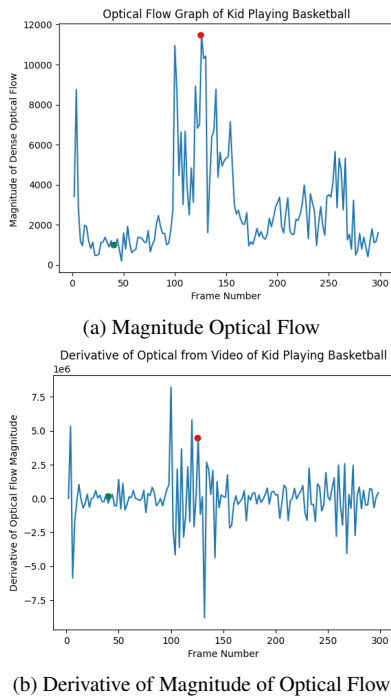 Optical Flow Graph of Kid Playing Basketball
12000
10000
8000
6000
4000
2000
0
Magnitude of Dense Optical Flow
0 50 100 150 200 250 300
Frame Number
(a) Magnitude Optical Flow
Derivative of Optical from Video of Kid Playing Basketball
1e6
7.5
5.0
2.5
0.0
−2.5
−5.0
−7.5
Derivative of Optical Flow Magnitude
0 50 100 150 200 250 300
Frame Number
(b) Derivative of Magnitude of Optical Flow